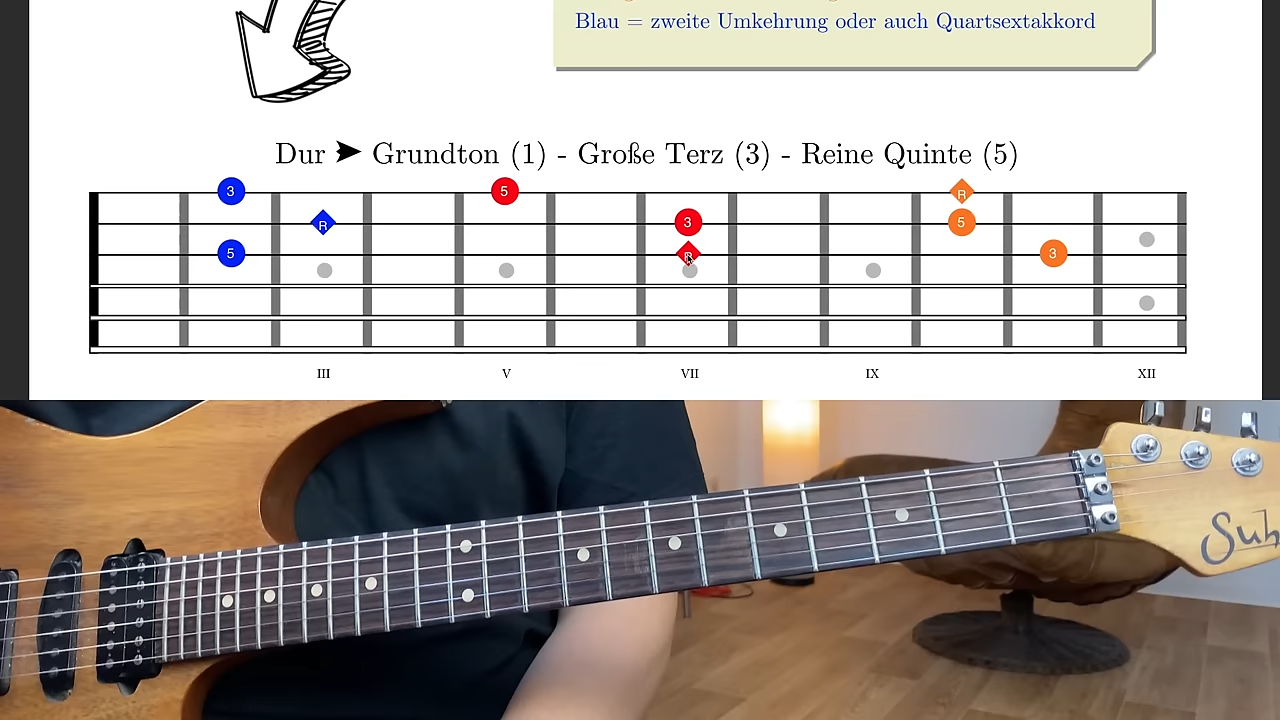 Blau = zweite Umkehrung oder auch Quartsextakkord
Dur ➤ Grundton (1) - Große Terz (3) - Reine Quinte (5)
3 5 R
R 3 5
5 R 3
III V VII IX XII
Suh